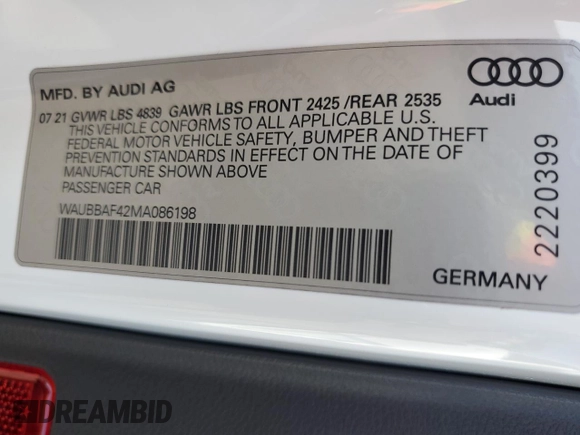 MFD. BY AUDI AG
07 21 GVWR LBS 4839 GAWR LBS FRONT 2425 /REAR 2535
THIS VEHICLE CONFORMS TO ALL APPLICABLE U.S.
FEDERAL MOTOR VEHICLE SAFETY, BUMPER AND THEFT
PREVENTION STANDARDS IN EFFECT ON THE DATE OF
MANUFACTURE SHOWN ABOVE
PASSENGER CAR
WAUBBAF42MA086198
Audi
2220399
GERMANY
DREAMBID